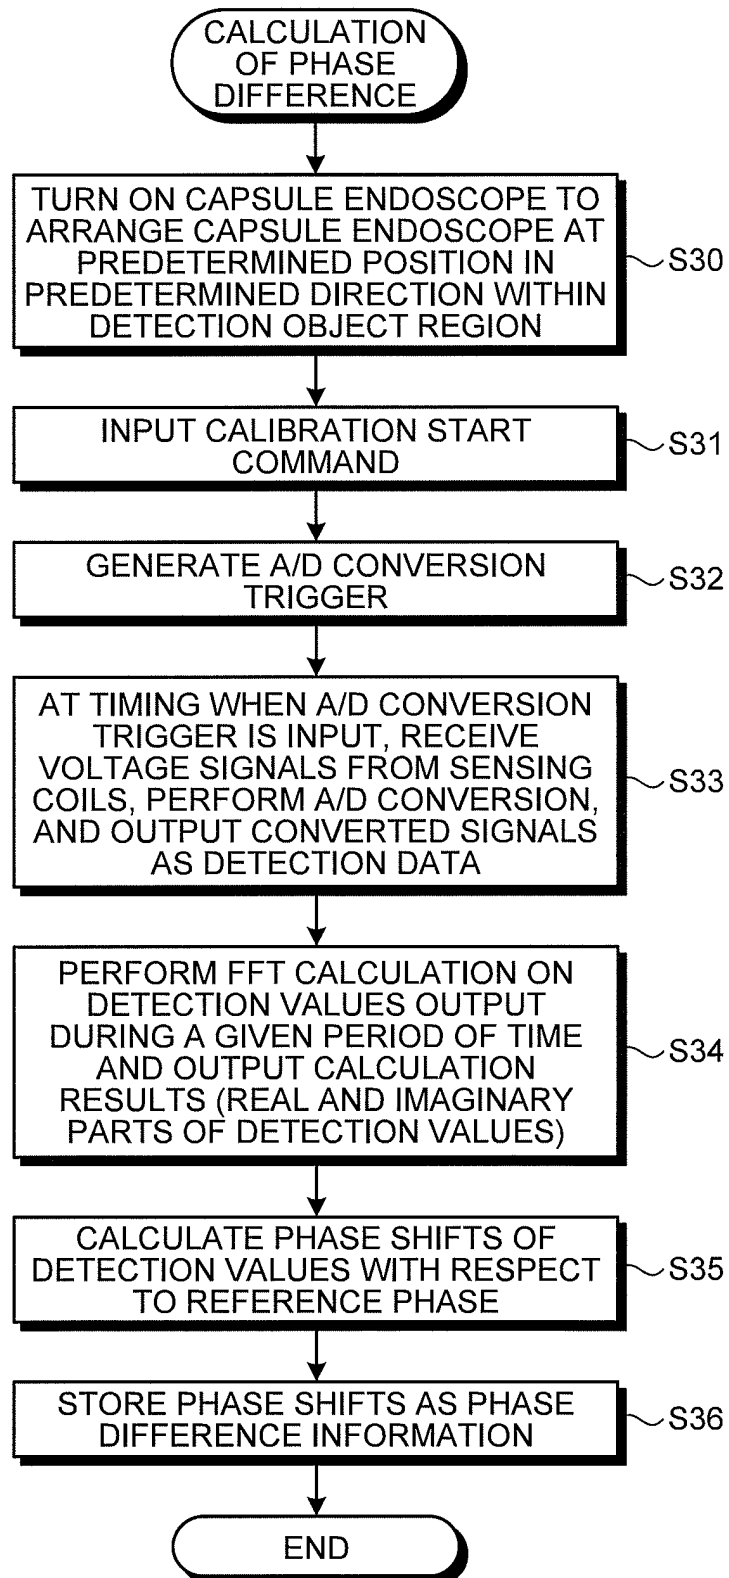 CALCULATION
OF PHASE
DIFFERENCE
TURN ON CAPSULE ENDOSCOPE TO
ARRANGE CAPSULE ENDOSCOPE AT
PREDETERMINED POSITION IN
PREDETERMINED DIRECTION WITHIN
DETECTION OBJECT REGION
S30
INPUT CALIBRATION START
COMMAND
S31
GENERATE A/D CONVERSION
TRIGGER
S32
AT TIMING WHEN A/D CONVERSION
TRIGGER IS INPUT, RECEIVE
VOLTAGE SIGNALS FROM SENSING
COILS, PERFORM A/D CONVERSION,
AND OUTPUT CONVERTED SIGNALS
AS DETECTION DATA
S33
PERFORM FFT CALCULATION ON
DETECTION VALUES OUTPUT
DURING A GIVEN PERIOD OF TIME
AND OUTPUT CALCULATION
RESULTS (REAL AND IMAGINARY
PARTS OF DETECTION VALUES)
S34
CALCULATE PHASE SHIFTS OF
DETECTION VALUES WITH RESPECT
TO REFERENCE PHASE
S35
STORE PHASE SHIFTS AS PHASE
DIFFERENCE INFORMATION
S36
END